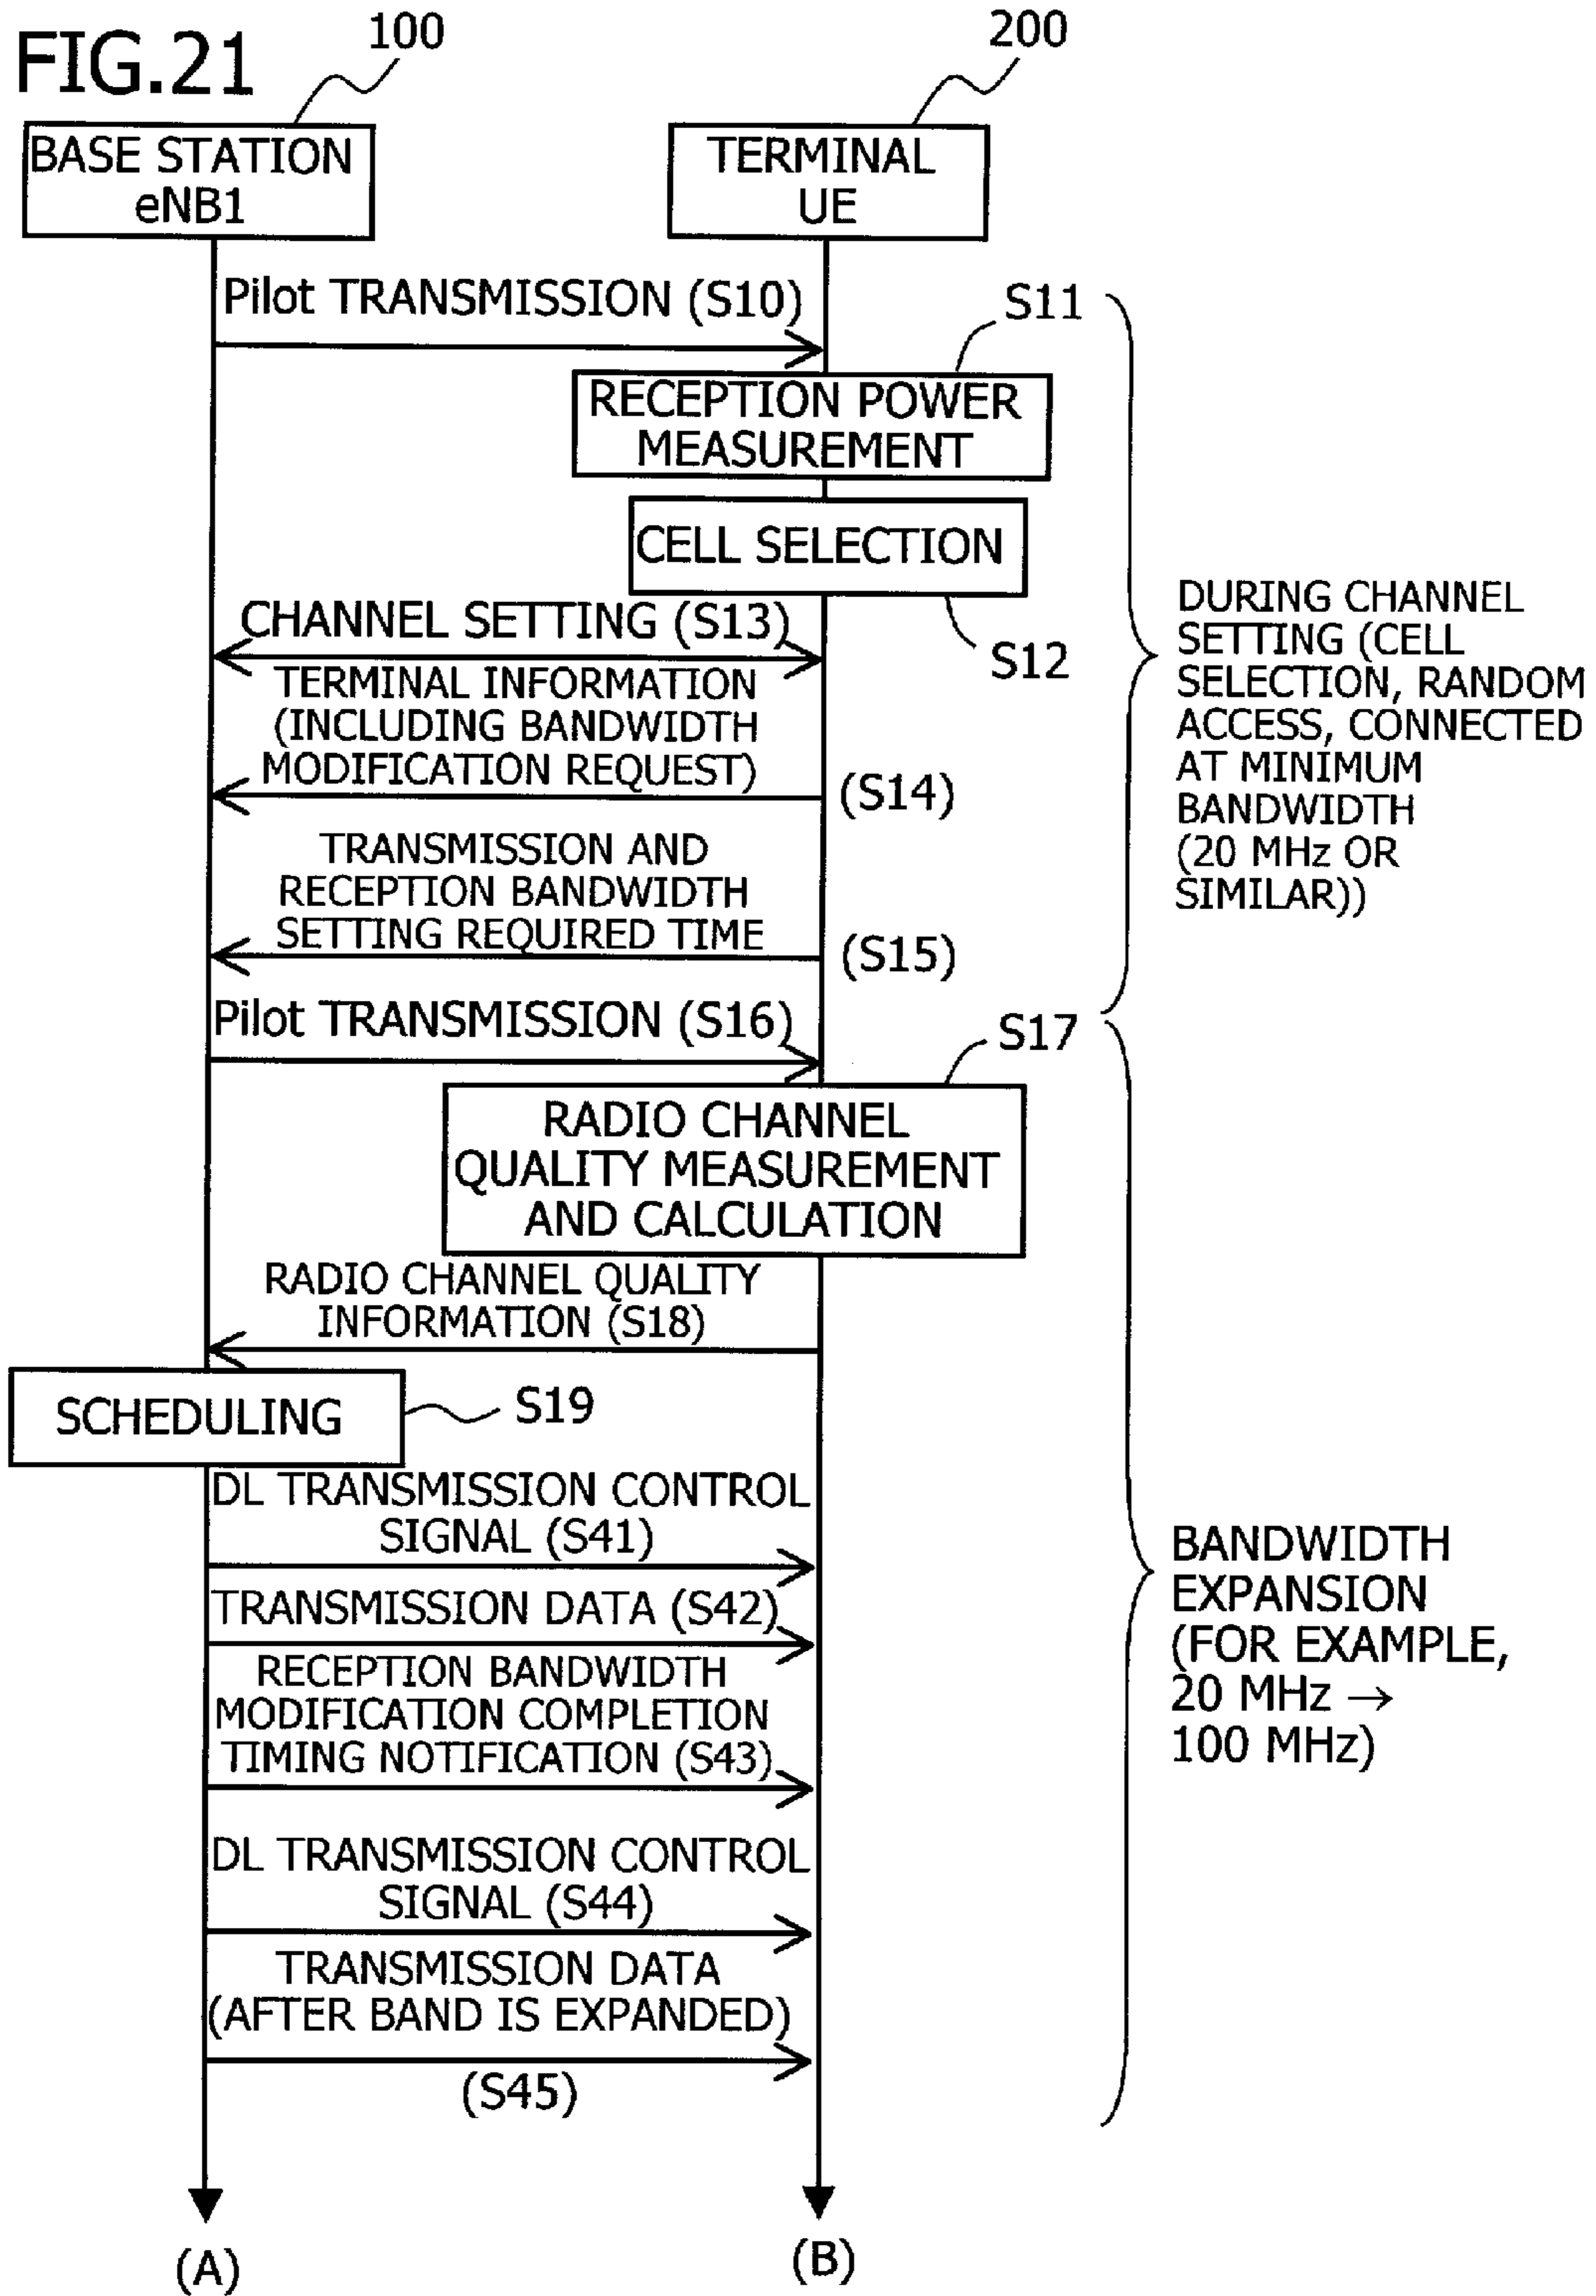 FIG.21
100
200
BASE STATION
eNB1
TERMINAL
UE
Pilot TRANSMISSION (S10)
S11
RECEPTION POWER
MEASUREMENT
CELL SELECTION
S12
CHANNEL SETTING (S13)
TERMINAL INFORMATION
(INCLUDING BANDWIDTH
MODIFICATION REQUEST)
(S14)
TRANSMISSION AND
RECEPTION BANDWIDTH
SETTING REQUIRED TIME
(S15)
DURING CHANNEL
SETTING (CELL
SELECTION, RANDOM
ACCESS, CONNECTED
AT MINIMUM
BANDWIDTH
(20 MHz OR
SIMILAR))
Pilot TRANSMISSION (S16)
S17
RADIO CHANNEL
QUALITY MEASUREMENT
AND CALCULATION
RADIO CHANNEL QUALITY
INFORMATION (S18)
SCHEDULING
S19
DL TRANSMISSION CONTROL
SIGNAL (S41)
TRANSMISSION DATA (S42)
RECEPTION BANDWIDTH
MODIFICATION COMPLETION
TIMING NOTIFICATION (S43)
DL TRANSMISSION CONTROL
SIGNAL (S44)
TRANSMISSION DATA
(AFTER BAND IS EXPANDED)
(S45)
BANDWIDTH
EXPANSION
(FOR EXAMPLE,
20 MHz →
100 MHz)
(A)
(B)